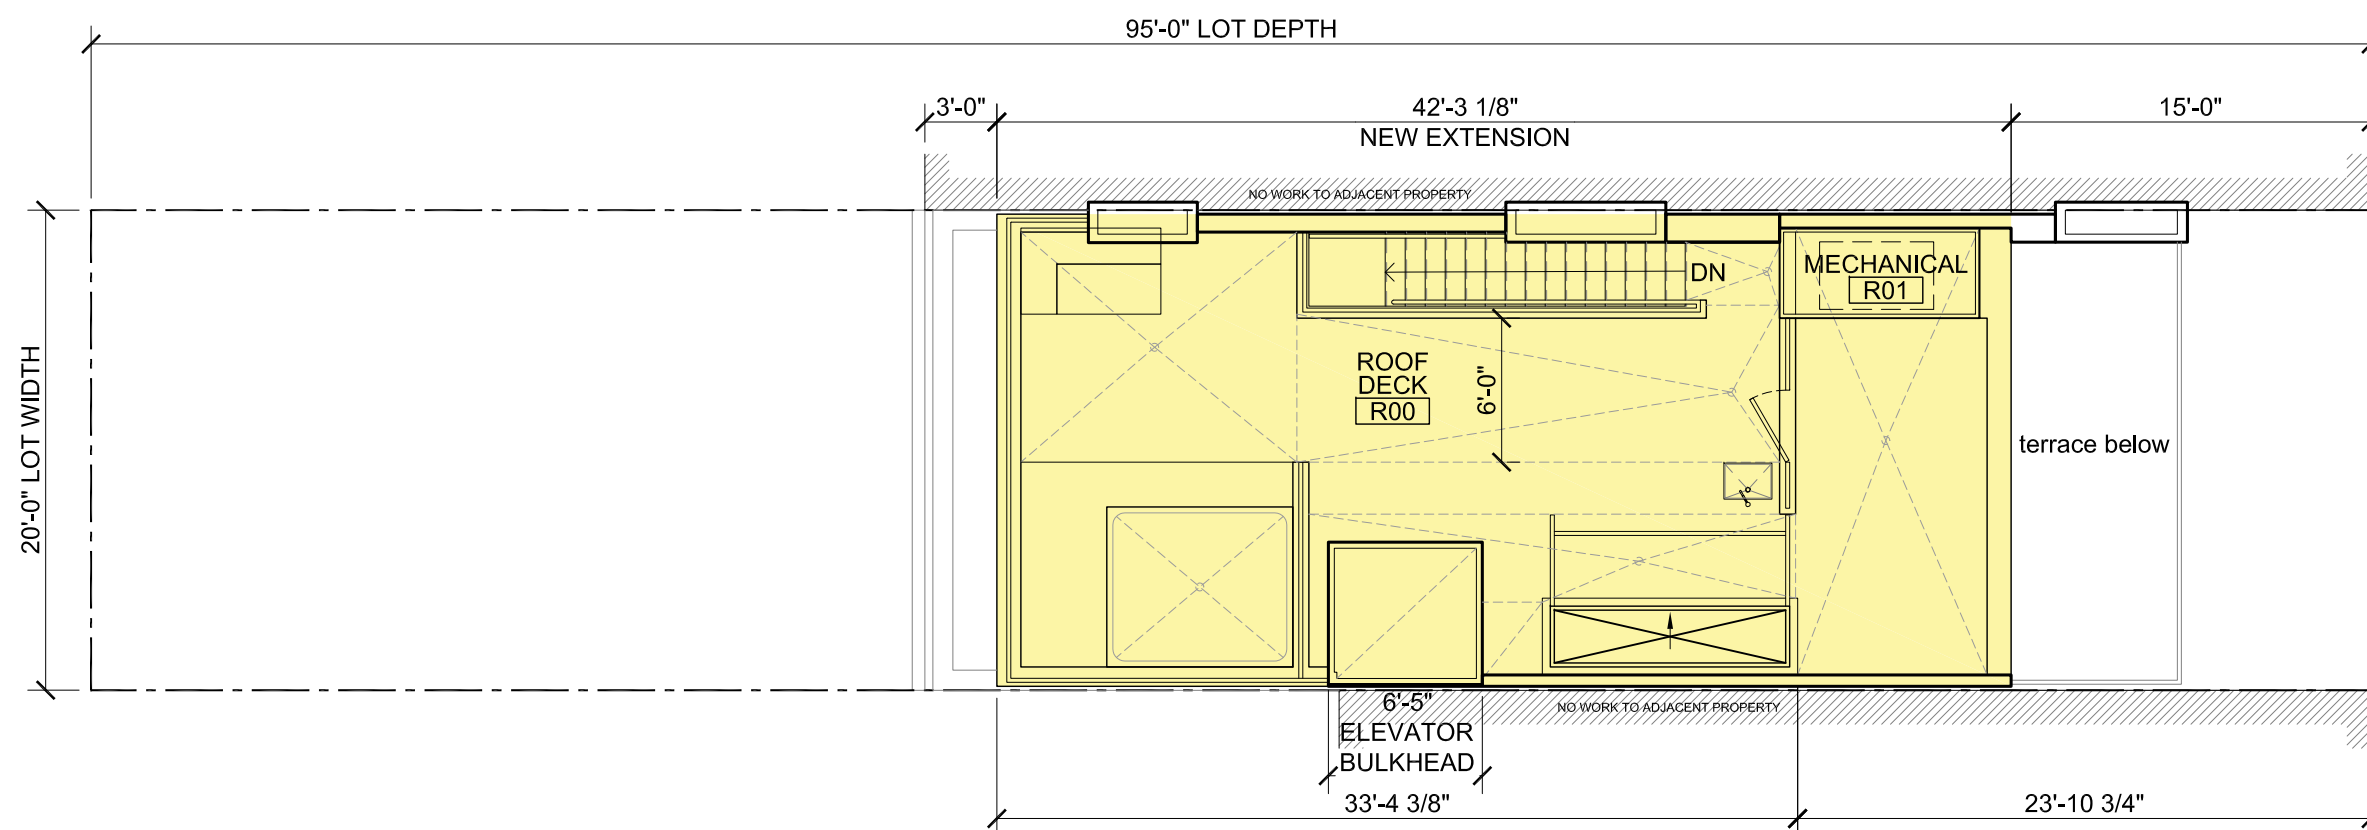 95'-0" LOT DEPTH
3'-0"
42'-3 1/8"
15'-0"
NEW EXTENSION
NO WORK TO ADJACENT PROPERTY
DN
MECHANICAL
R01
ROOF
DECK
R00
6'-0"
20'-0" LOT WIDTH
terrace below
6'-5"
ELEVATOR
BULKHEAD
NO WORK TO ADJACENT PROPERTY
33'-4 3/8"
23'-10 3/4"